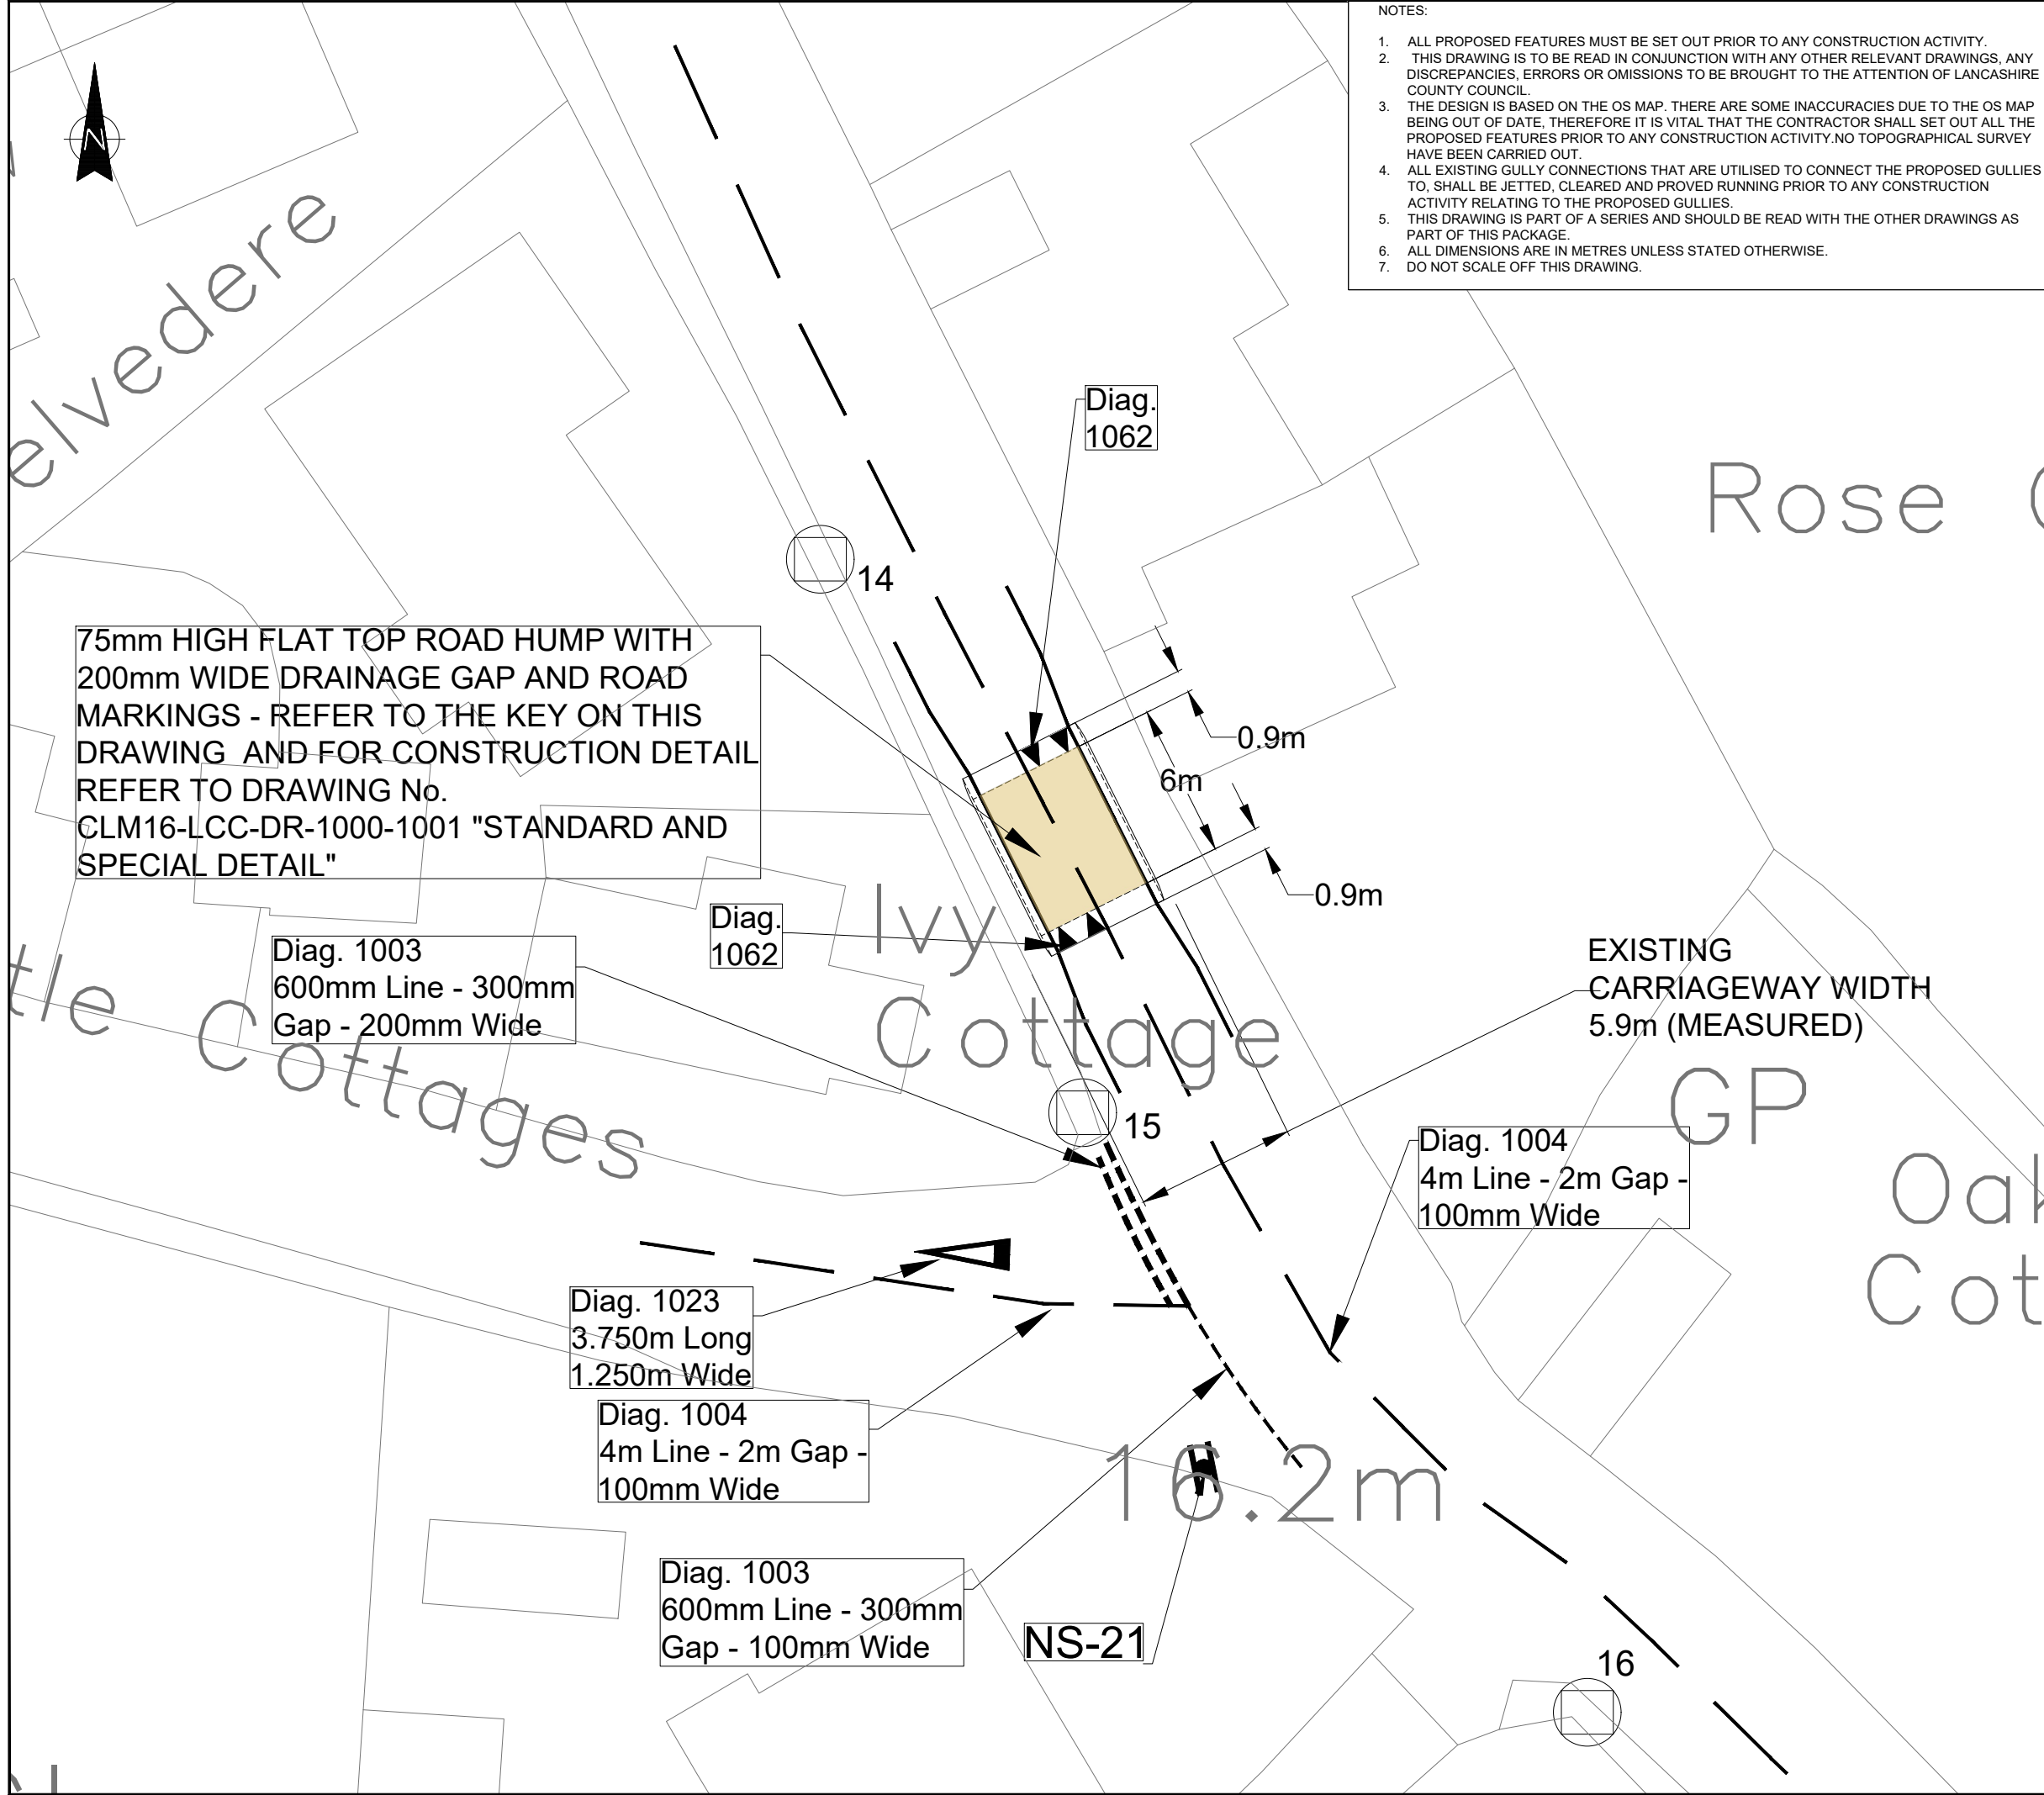 NOTES:
1. ALL PROPOSED FEATURES MUST BE SET OUT PRIOR TO ANY CONSTRUCTION ACTIVITY.
2. THIS DRAWING IS TO BE READ IN CONJUNCTION WITH ANY OTHER RELEVANT DRAWINGS, ANY
DISCREPANCIES, ERRORS OR OMISSIONS TO BE BROUGHT TO THE ATTENTION OF LANCASHIRE
COUNTY COUNCIL.
3. THE DESIGN IS BASED ON THE OS MAP. THERE ARE SOME INACCURACIES DUE TO THE OS MAP
BEING OUT OF DATE, THEREFORE IT IS VITAL THAT THE CONTRACTOR SHALL SET OUT ALL THE
PROPOSED FEATURES PRIOR TO ANY CONSTRUCTION ACTIVITY.NO TOPOGRAPHICAL SURVEY
HAVE BEEN CARRIED OUT.
4. ALL EXISTING GULLY CONNECTIONS THAT ARE UTILISED TO CONNECT THE PROPOSED GULLIES
TO, SHALL BE JETTED, CLEARED AND PROVED RUNNING PRIOR TO ANY CONSTRUCTION
ACTIVITY RELATING TO THE PROPOSED GULLIES.
5. THIS DRAWING IS PART OF A SERIES AND SHOULD BE READ WITH THE OTHER DRAWINGS AS
PART OF THIS PACKAGE.
6. ALL DIMENSIONS ARE IN METRES UNLESS STATED OTHERWISE.
7. DO NOT SCALE OFF THIS DRAWING.
N
elvedere
Diag.
1062
Rose
14
75mm HIGH FLAT TOP ROAD HUMP WITH
200mm WIDE DRAINAGE GAP AND ROAD
MARKINGS - REFER TO THE KEY ON THIS
DRAWING AND FOR CONSTRUCTION DETAIL
REFER TO DRAWING No.
CLM16-LCC-DR-1000-1001 "STANDARD AND
SPECIAL DETAIL"
0.9m
6m
0.9m
Ivy
Cottage
Diag.
1062
Diag. 1003
600mm Line - 300mm
Gap - 200mm Wide
tle Cottages
EXISTING
CARRIAGEWAY WIDTH
5.9m (MEASURED)
GP
15
Diag. 1004
4m Line - 2m Gap -
100mm Wide
Oak
Cot
Diag. 1023
3.750m Long
1.250m Wide
Diag. 1004
4m Line - 2m Gap -
100mm Wide
16.2m
Diag. 1003
600mm Line - 300mm
Gap - 100mm Wide
NS-21
16